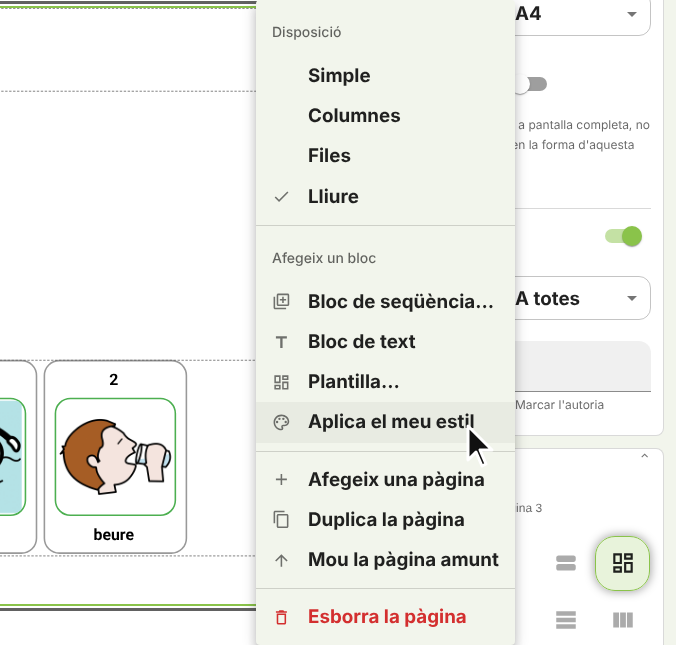 Disposició
Simple
Columnes
Files
Lliure
Afegeix un bloc
Bloc de seqüència...
Bloc de text
Plantilla...
Aplica el meu estil
Afegeix una pàgina
Duplica la pàgina
Mou la pàgina amunt
Esborra la pàgina
2
beure
A4
a pantalla completa, no
en la forma d'aquesta
A totes
Marcar l'autoria
3